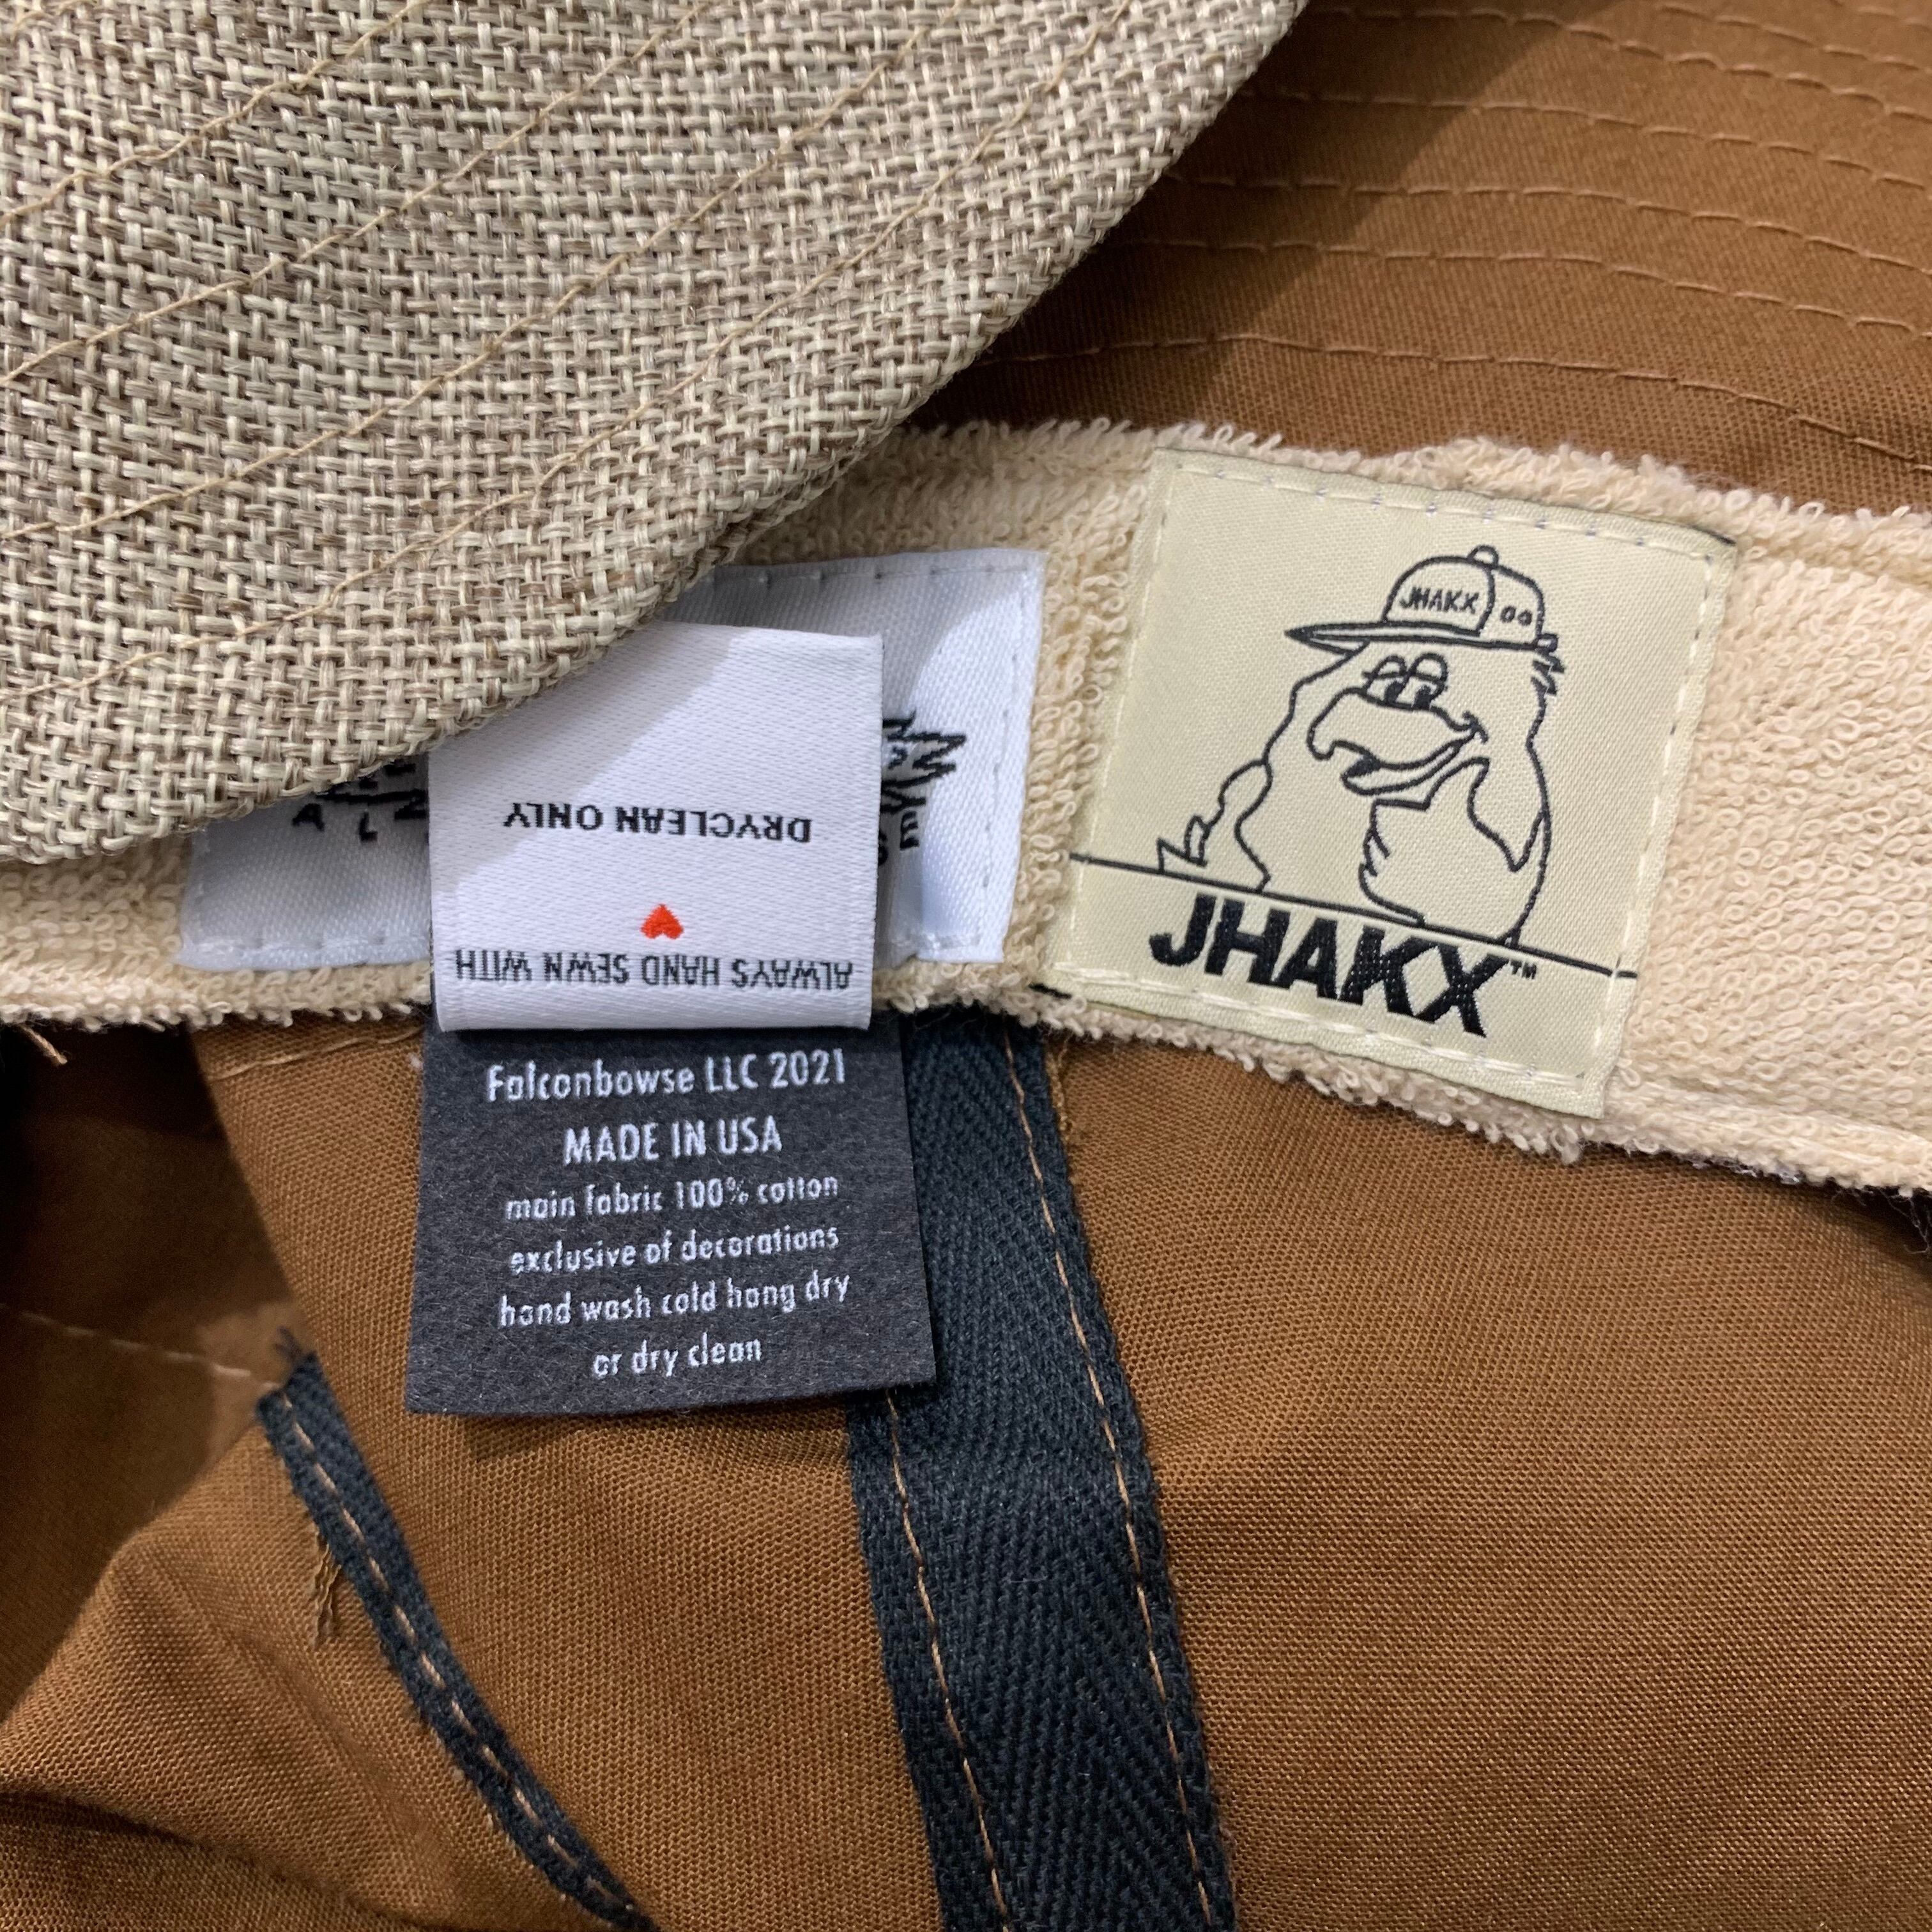 JHAKX
JHAKX™
DRYCLEAN ONLY
ALWAYS HAND SEWN WITH
Falconbowse LLC 2021
MADE IN USA
main fabric 100% cotton
exclusive of decorations
hand wash cold hang dry
or dry clean